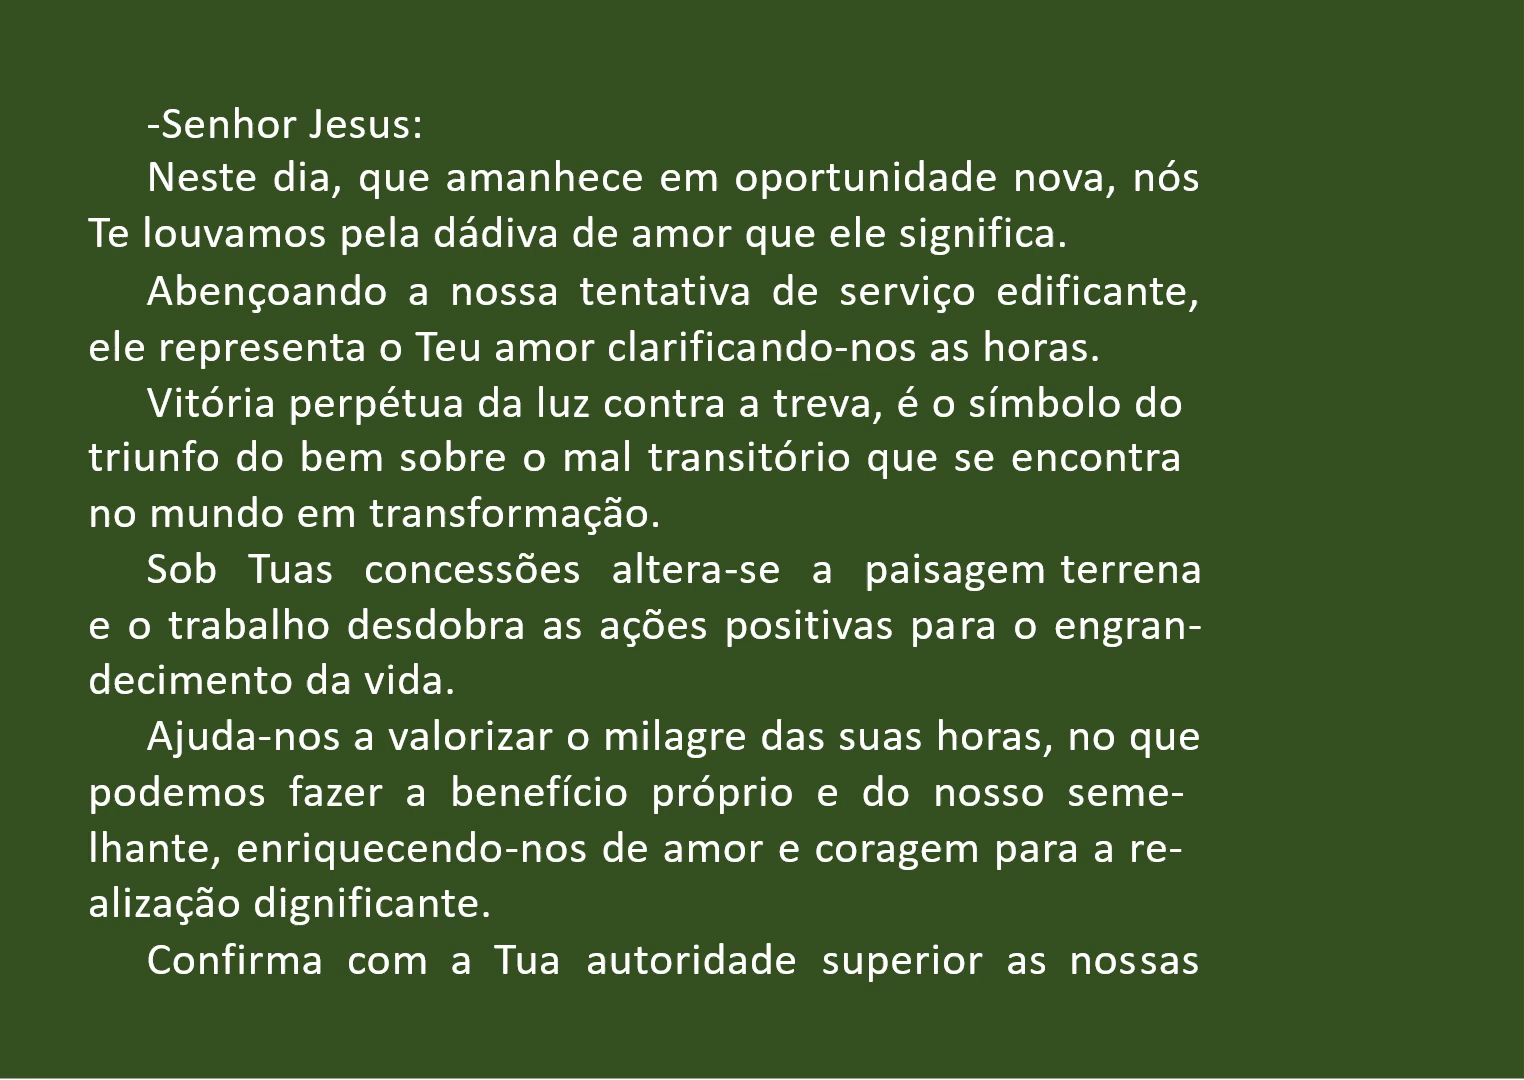 -Senhor Jesus:
Neste dia, que amanhece em oportunidade nova, nós
Te louvamos pela dádiva de amor que ele significa.
Abençoando a nossa tentativa de serviço edificante,
ele representa o Teu amor clarificando-nos as horas.
Vitória perpétua da luz contra a treva, é o símbolo do
triunfo do bem sobre o mal transitório que se encontra
no mundo em transformação.
Sob Tuas concessões altera-se a paisagem terrena
e o trabalho desdobra as ações positivas para o engran-
decimento da vida.
Ajuda-nos a valorizar o milagre das suas horas, no que
podemos fazer a benefício próprio e do nosso seme-
lhante, enriquecendo-nos de amor e coragem para a re-
alização dignificante.
Confirma com a Tua autoridade superior as nossas